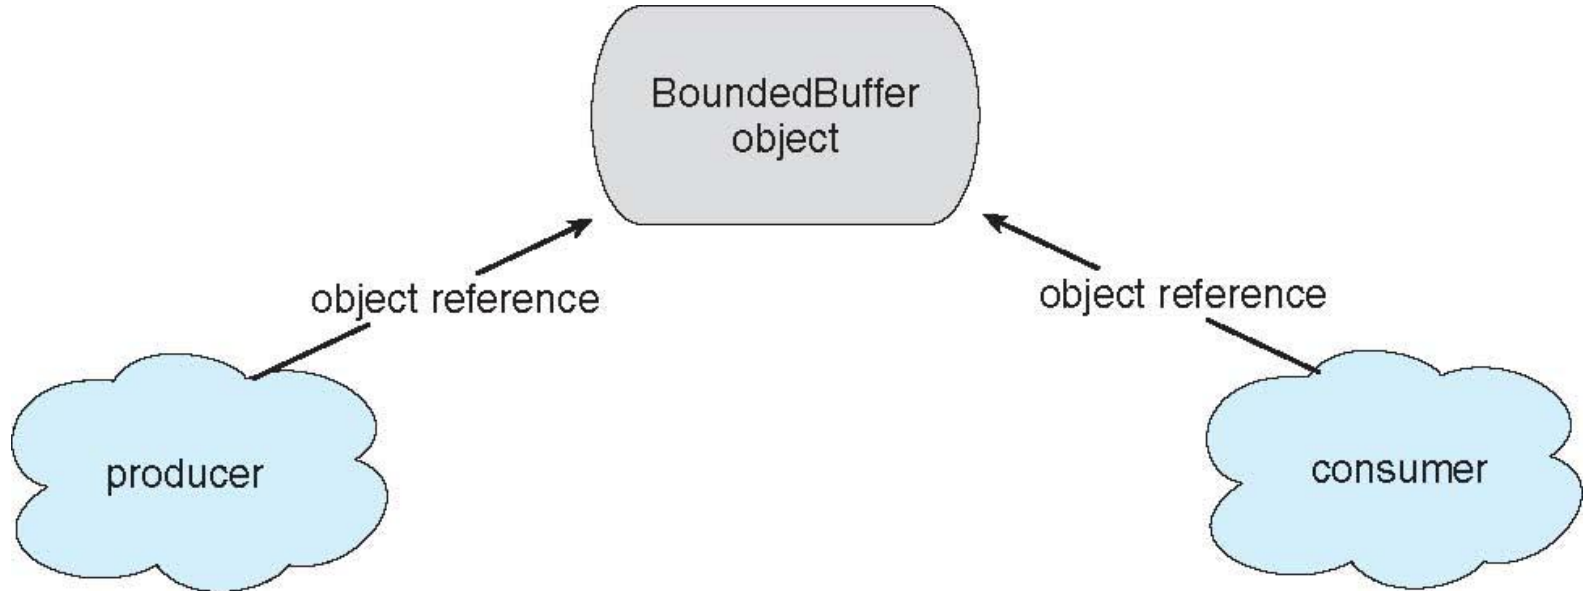 BoundedBuffer
object
object reference
object reference
producer
consumer